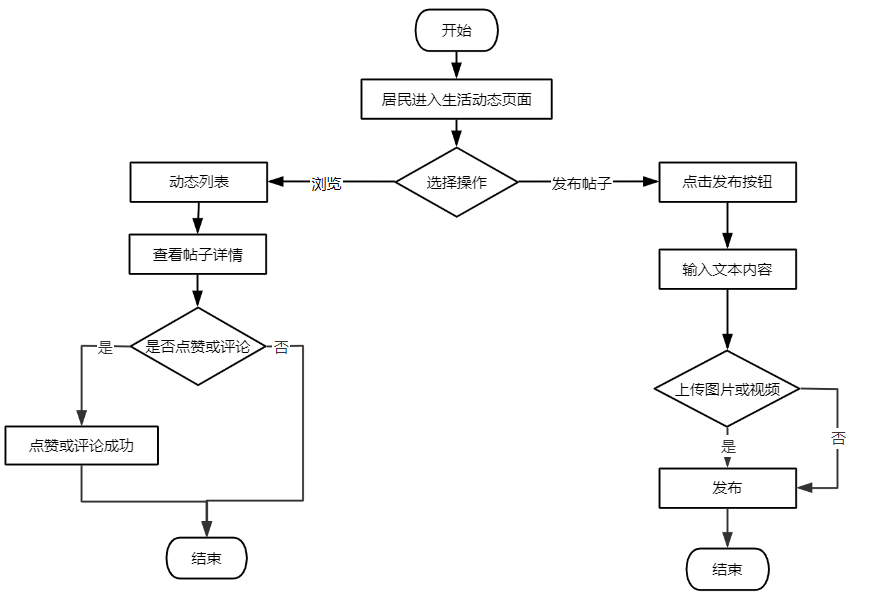 开始
居民进入生活动态页面
动态列表
浏览
选择操作
发布帖子
点击发布按钮
查看帖子详情
输入文本内容
是
是否点赞或评论
否
上传图片或视频
否
点赞或评论成功
是
发布
结束
结束